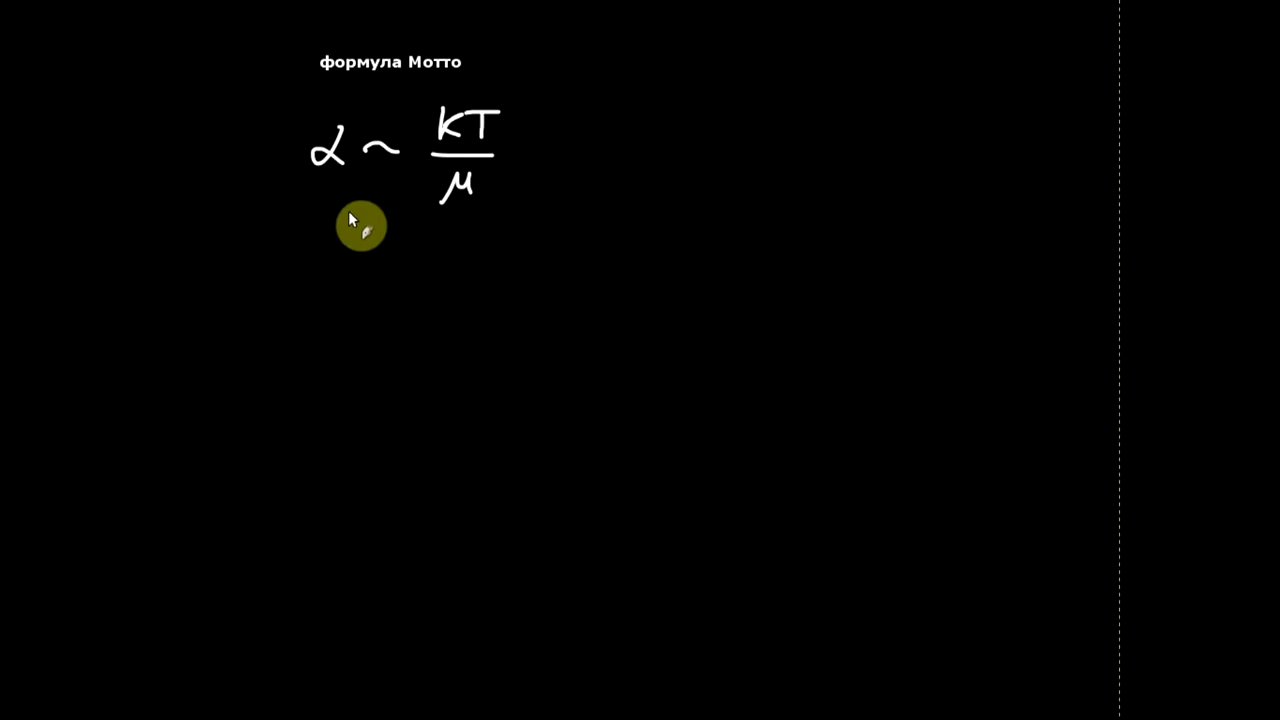 формула Мотто
α ~ kT / μ